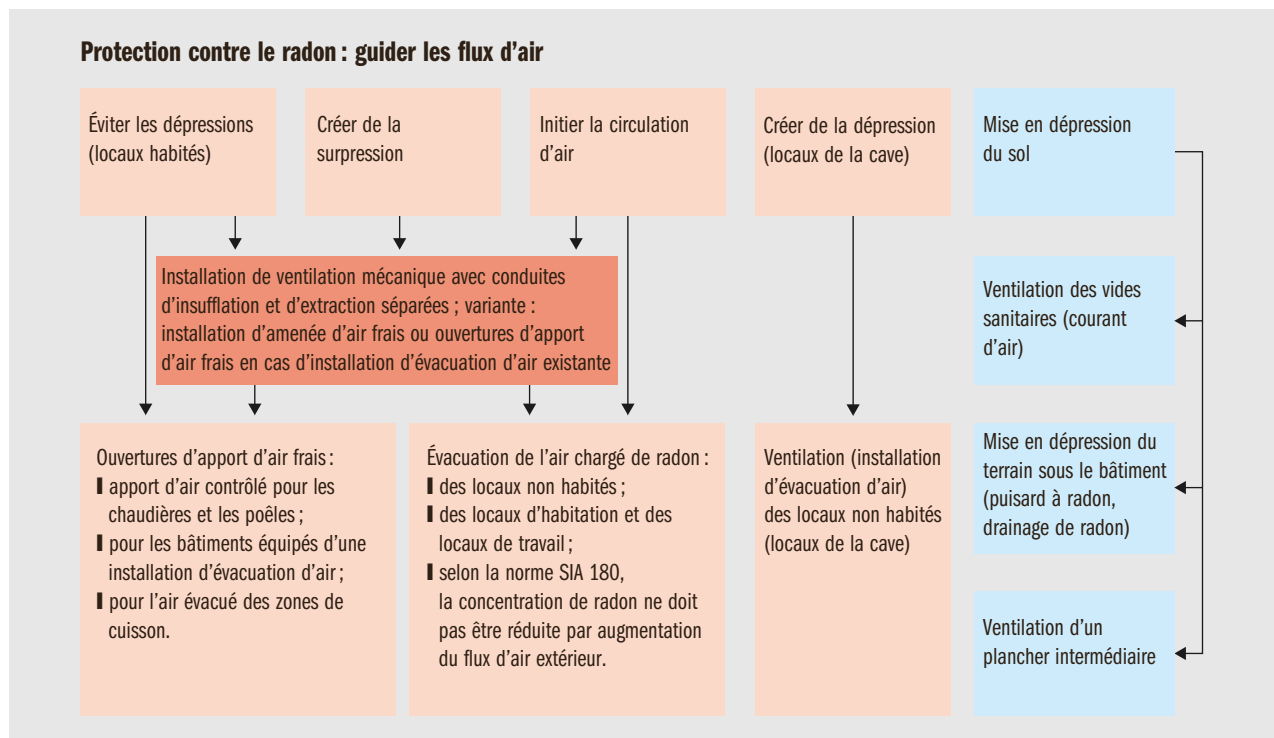 Protection contre le radon : guider les flux d'air
Éviter les dépressions
(locaux habités)
Créer de la
surpression
Initier la circulation
d'air
Créer de la dépression
(locaux de la cave)
Mise en dépression
du sol
Installation de ventilation mécanique avec conduites
d'insufflation et d'extraction séparées ; variante :
installation d'amenée d'air frais ou ouvertures d'apport
d'air frais en cas d'installation d'évacuation d'air existante
Ventilation des vides
sanitaires (courant
d'air)
Ouvertures d'apport d'air frais :
❚ apport d'air contrôlé pour les
chaudières et les poêles ;
❚ pour les bâtiments équipés d'une
installation d'évacuation d'air ;
❚ pour l'air évacué des zones de
cuisson.
Évacuation de l'air chargé de radon :
❚ des locaux non habités ;
❚ des locaux d'habitation et des
locaux de travail ;
❚ selon la norme SIA 180,
la concentration de radon ne doit
pas être réduite par augmentation
du flux d'air extérieur.
Ventilation (installation
d'évacuation d'air)
des locaux non habités
(locaux de la cave)
Mise en dépression du
terrain sous le bâtiment
(puisard à radon,
drainage de radon)
Ventilation d'un
plancher intermédiaire